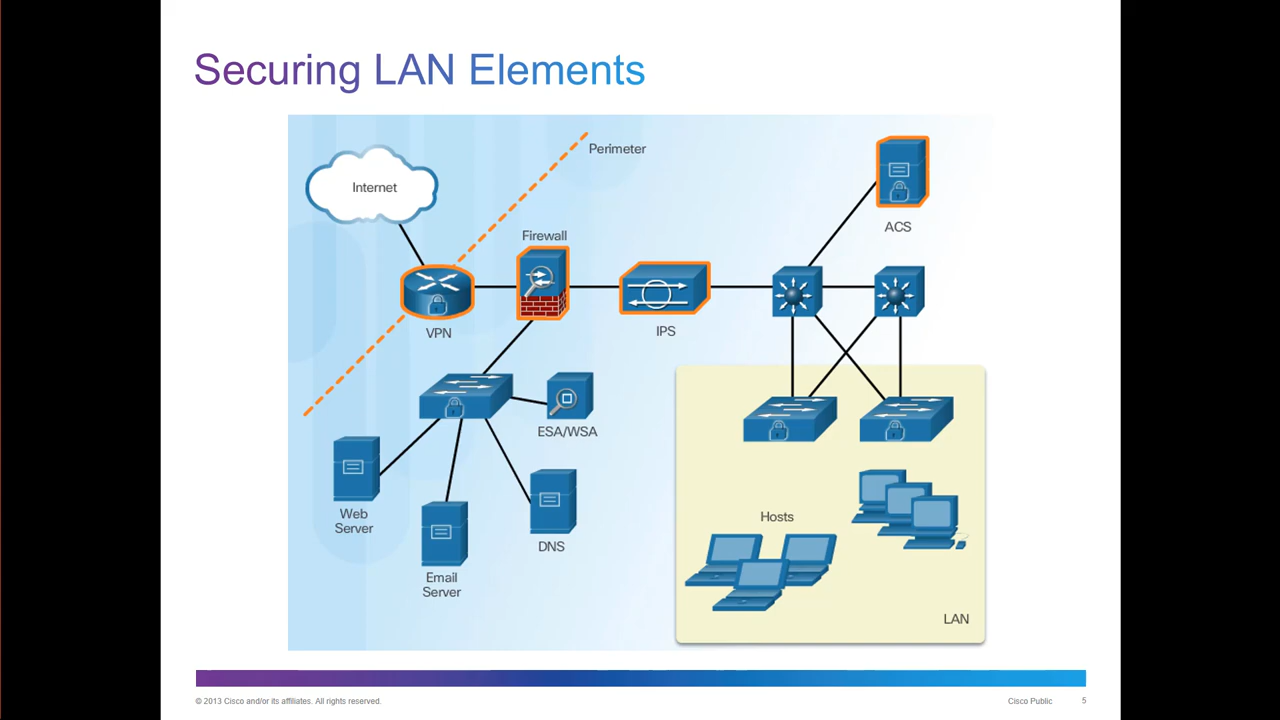 Securing LAN Elements
Perimeter
Internet
ACS
Firewall
VPN
IPS
ESA/WSA
Web
Server
Hosts
DNS
Email
Server
LAN
© 2013 Cisco and/or its affiliates. All rights reserved.
Cisco Public
5